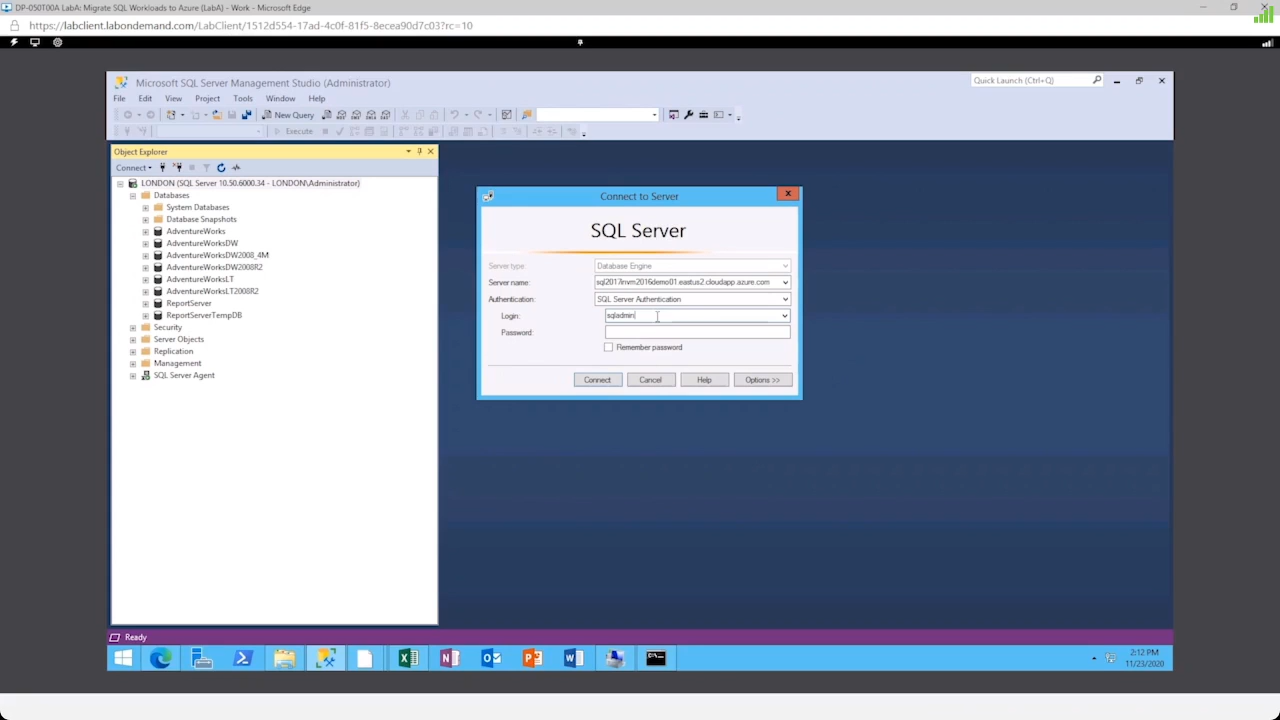 DP-050T00A LabA: Migrate SQL Workloads to Azure (LabA) - Work - Microsoft Edge
https://labclient.labondemand.com/LabClient/1512d554-17ad-4c0f-81f5-8ecea90d7c03?rc=10
Microsoft SQL Server Management Studio (Administrator)
Quick Launch (Ctrl+Q)
File Edit View Project Tools Window Help
New Query
Execute
Object Explorer
Connect
LONDON (SQL Server 10.50.6000.34 - LONDON\Administrator)
Databases
System Databases
Database Snapshots
AdventureWorks
AdventureWorksDW
AdventureWorksDW2008_4M
AdventureWorksDW2008R2
AdventureWorksLT
AdventureWorksLT2008R2
ReportServer
ReportServerTempDB
Security
Server Objects
Replication
Management
SQL Server Agent
Connect to Server
SQL Server
Server type: Database Engine
Server name: sql2017invm2016demo01.eastus2.cloudapp.azure.com
Authentication: SQL Server Authentication
Login: sqladmin
Password:
Remember password
Connect Cancel Help Options >>
Ready
2:12 PM
11/23/2020